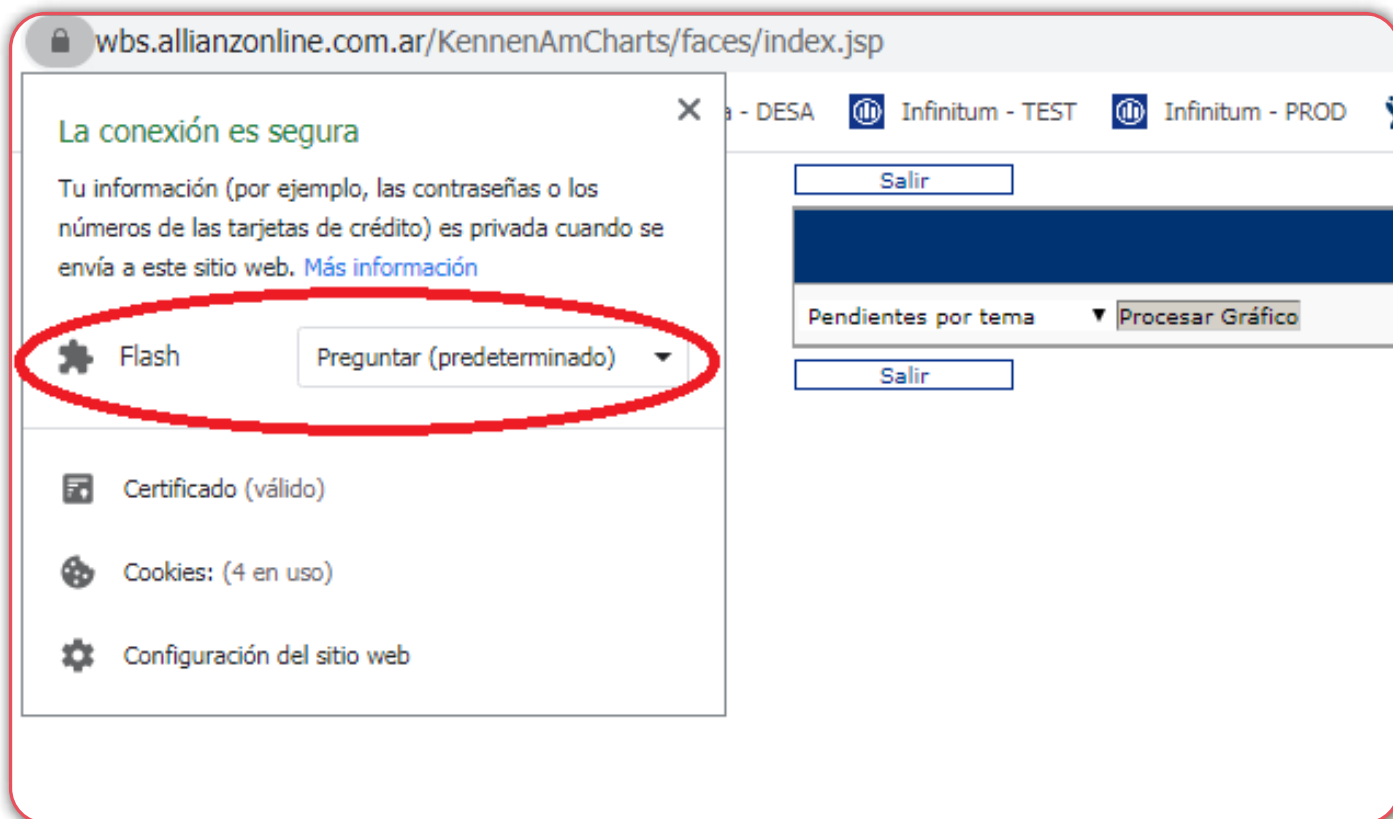 wbs.allianzonline.com.ar/KennenAmCharts/faces/index.jsp
- DESA Infinitum - TEST Infinitum - PROD
La conexión es segura
Tu información (por ejemplo, las contraseñas o los
números de las tarjetas de crédito) es privada cuando se
envía a este sitio web. Más información
Flash Preguntar (predeterminado)
Certificado (válido)
Cookies: (4 en uso)
Configuración del sitio web
Salir
Pendientes por tema Procesar Gráfico
Salir